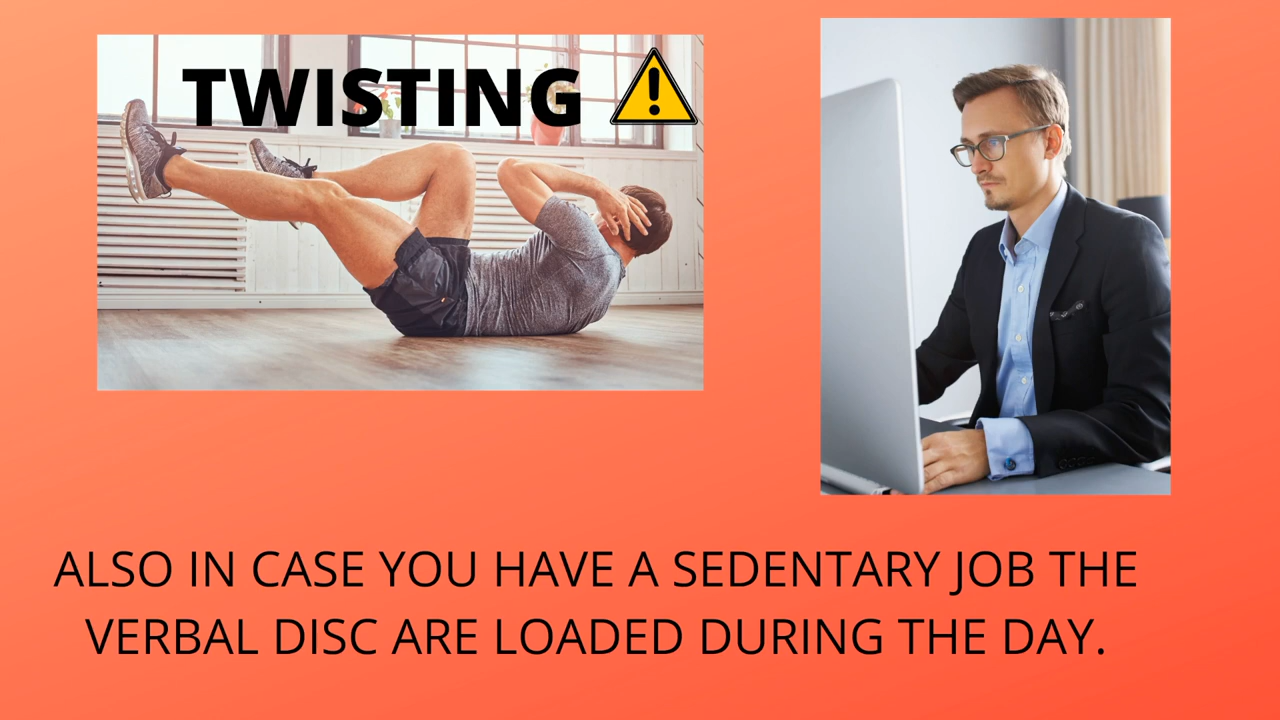 TWISTING
ALSO IN CASE YOU HAVE A SEDENTARY JOB THE
VERBAL DISC ARE LOADED DURING THE DAY.